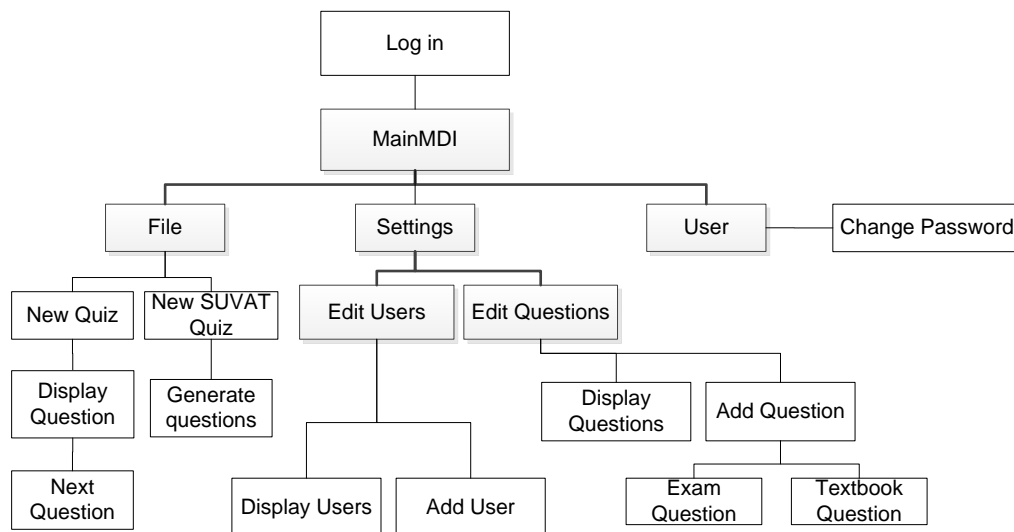 Log in
MainMDI
File
Settings
User
Change Password
New Quiz
New SUVAT
Quiz
Edit Users
Edit Questions
Display
Question
Generate
questions
Display
Questions
Add Question
Next
Question
Display Users
Add User
Exam
Question
Textbook
Question